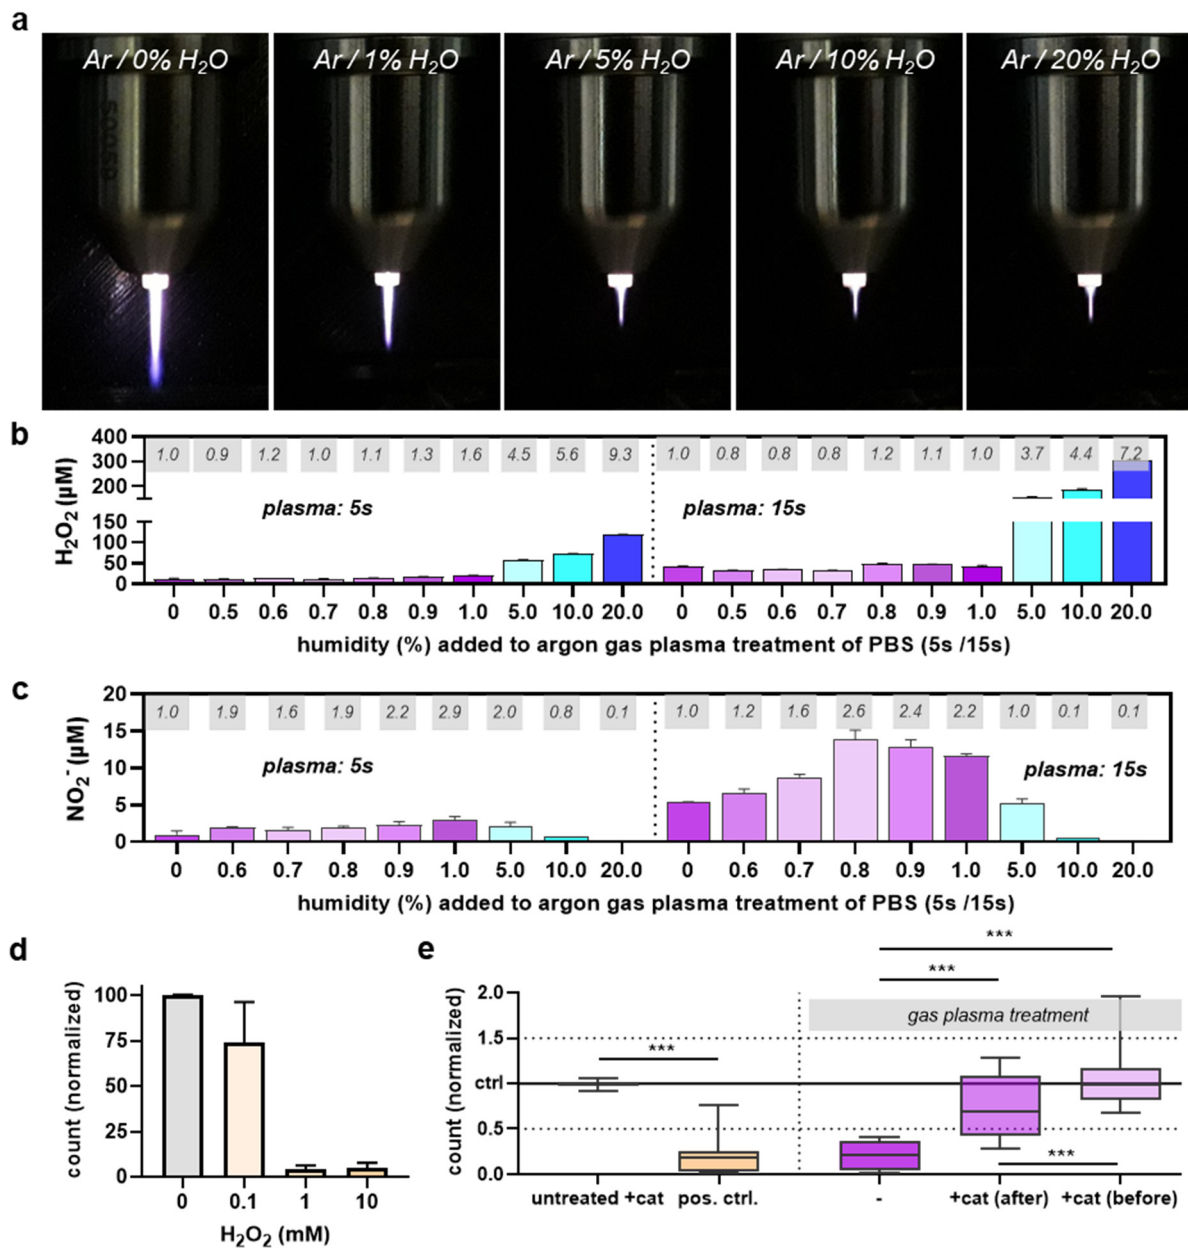 a
Ar / 0% H₂O
Ar / 1% H₂O
Ar / 5% H₂O
Ar / 10% H₂O
Ar / 20% H₂O
b
H₂O₂ (µM)
400
300
200
150
100
50
0
1.0 0.9 1.2 1.0 1.1 1.3 1.6 4.5 5.6 9.3 1.0 0.8 0.8 0.8 1.2 1.1 1.0 3.7 4.4 7.2
plasma: 5s
plasma: 15s
0 0.5 0.6 0.7 0.8 0.9 1.0 5.0 10.0 20.0 0 0.5 0.6 0.7 0.8 0.9 1.0 5.0 10.0 20.0
humidity (%) added to argon gas plasma treatment of PBS (5s /15s)
c
NO₂⁻ (µM)
20
15
10
5
0
1.0 1.9 1.6 1.9 2.2 2.9 2.0 0.8 0.1 1.0 1.2 1.6 2.6 2.4 2.2 1.0 0.1 0.1
plasma: 5s
plasma: 15s
0 0.6 0.7 0.8 0.9 1.0 5.0 10.0 20.0 0 0.6 0.7 0.8 0.9 1.0 5.0 10.0 20.0
humidity (%) added to argon gas plasma treatment of PBS (5s /15s)
d
count (normalized)
100
75
50
25
0
0 0.1 1 10
H₂O₂ (mM)
e
count (normalized)
2.0
1.5
ctrl
0.5
0.0
***
***
***
gas plasma treatment
***
untreated +cat pos. ctrl. - +cat (after) +cat (before)